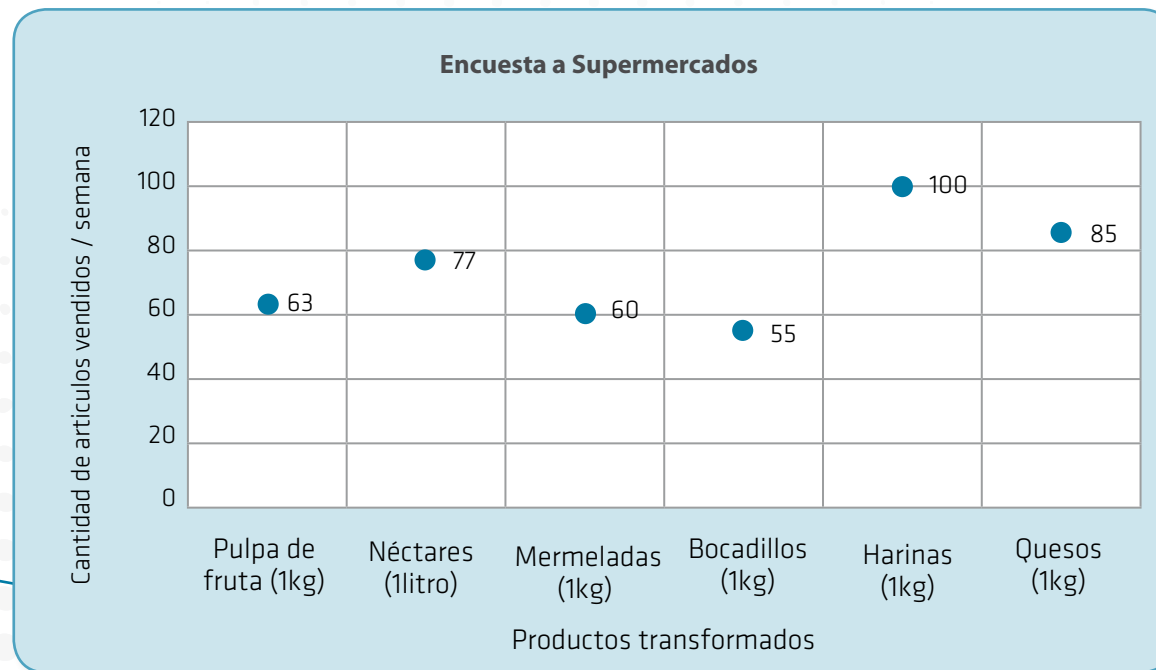 Encuesta a Supermercados
Cantidad de articulos vendidos / semana
120
100
80
60
40
20
0
63
77
60
55
100
85
Pulpa de
fruta (1kg)
Néctares
(1litro)
Mermeladas
(1kg)
Bocadillos
(1kg)
Harinas
(1kg)
Quesos
(1kg)
Productos transformados